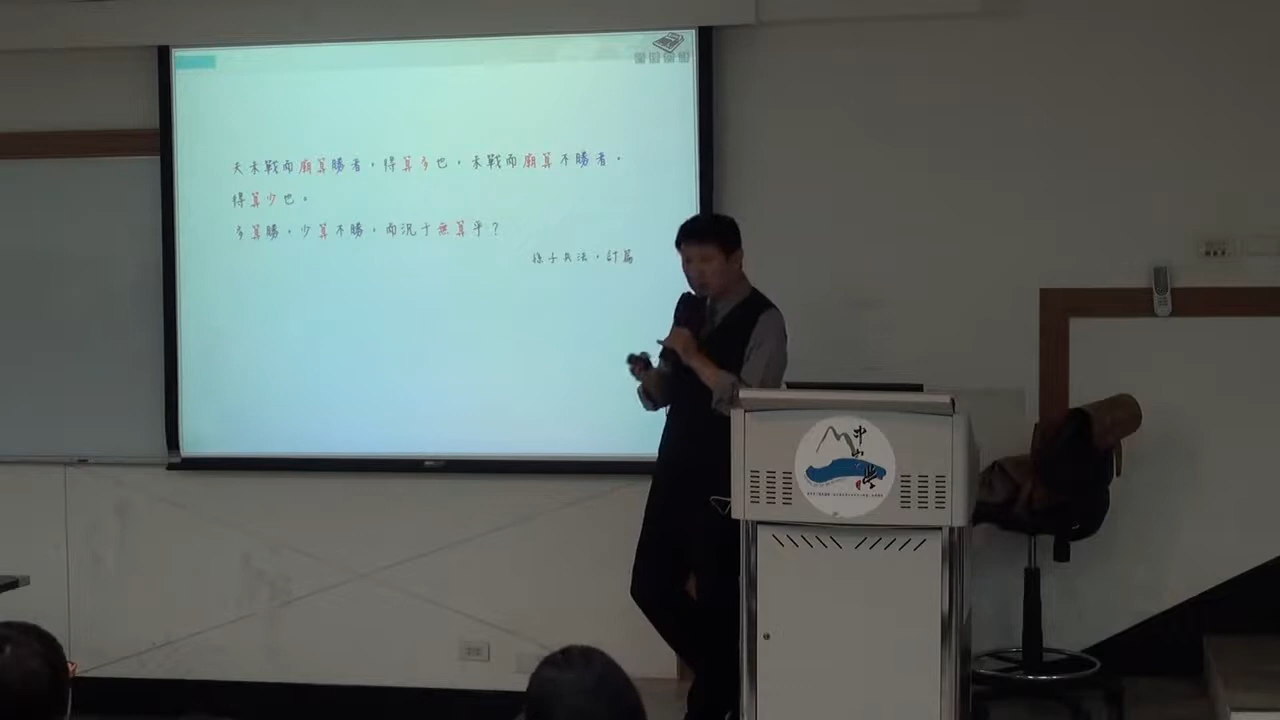 夫未戰而廟算勝者，得算多也，未戰而廟算不勝者，
得算少也。
多算勝，少算不勝，而況于無算乎？
孫子兵法，計篇
中山